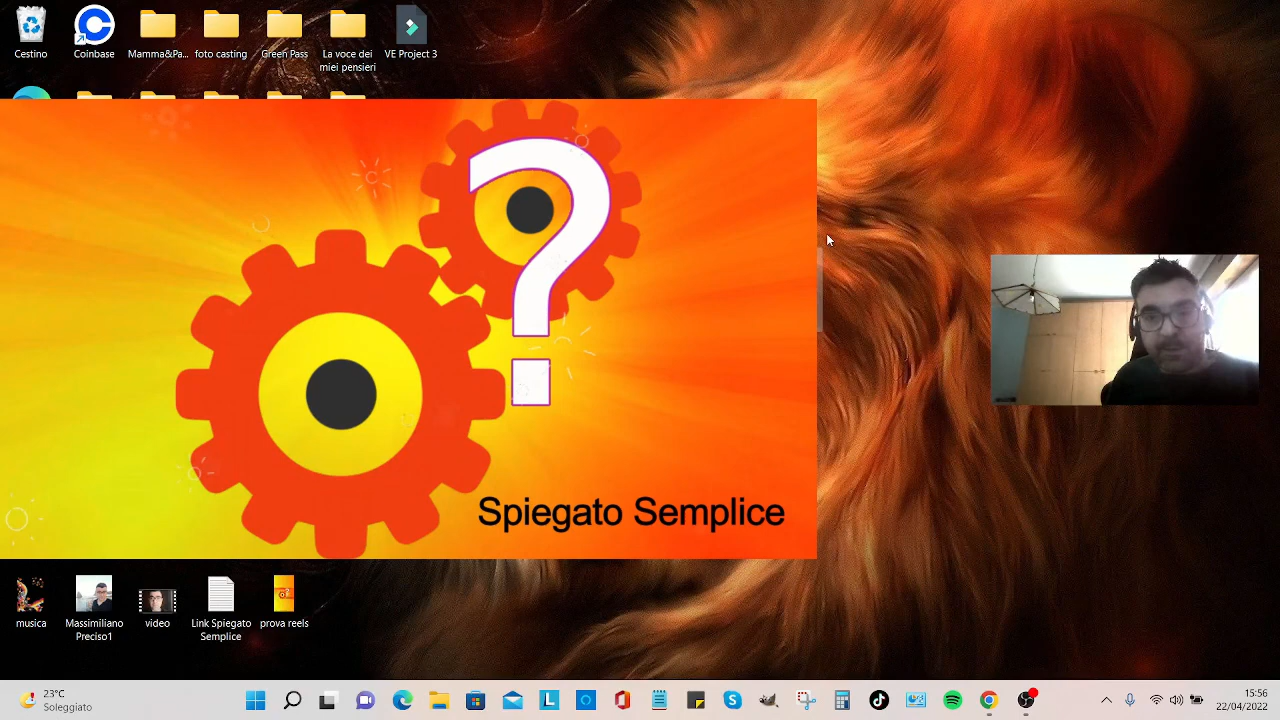 Cestino
Coinbase
Mamma&Pa...
foto casting
Green Pass
La voce dei
miei pensieri
VE Project 3
?
Spiegato Semplice
musica
Massimiliano
Preciso1
video
Link Spiegato
Semplice
prova reels
23°C
Soleggiato
15:56
22/04/2022